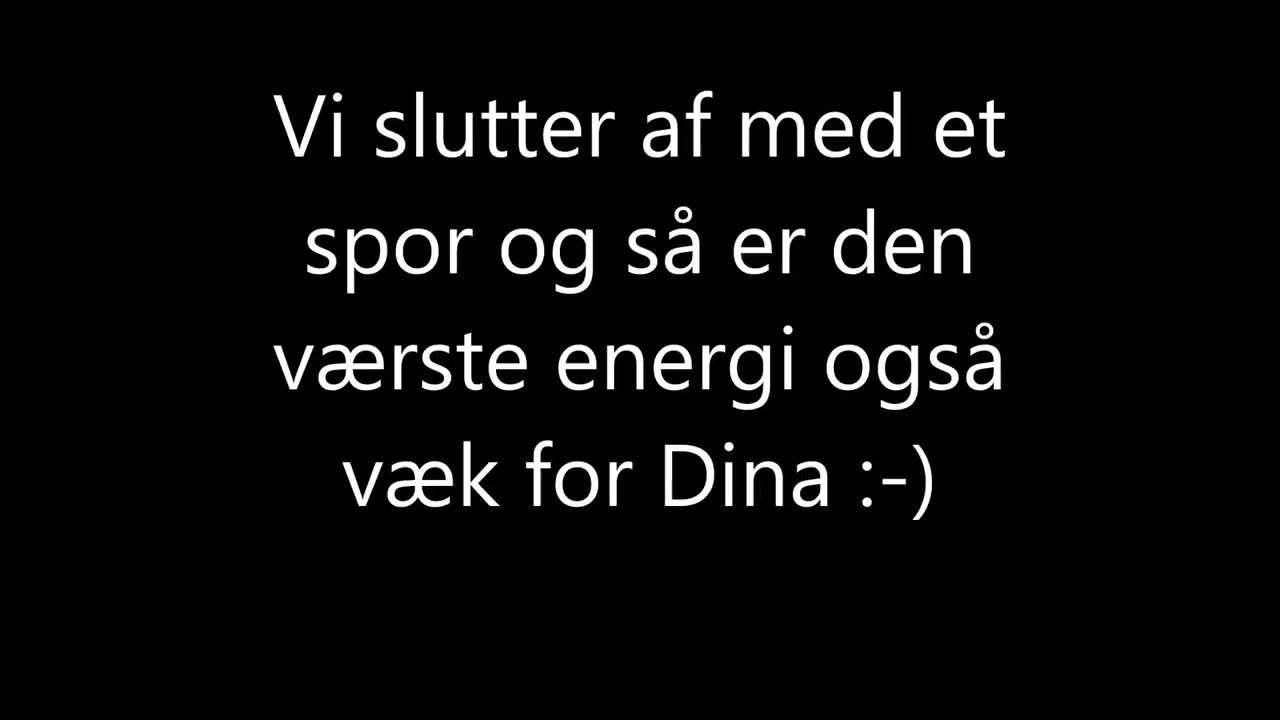 Vi slutter af med et
spor og så er den
værste energi også
væk for Dina :-)